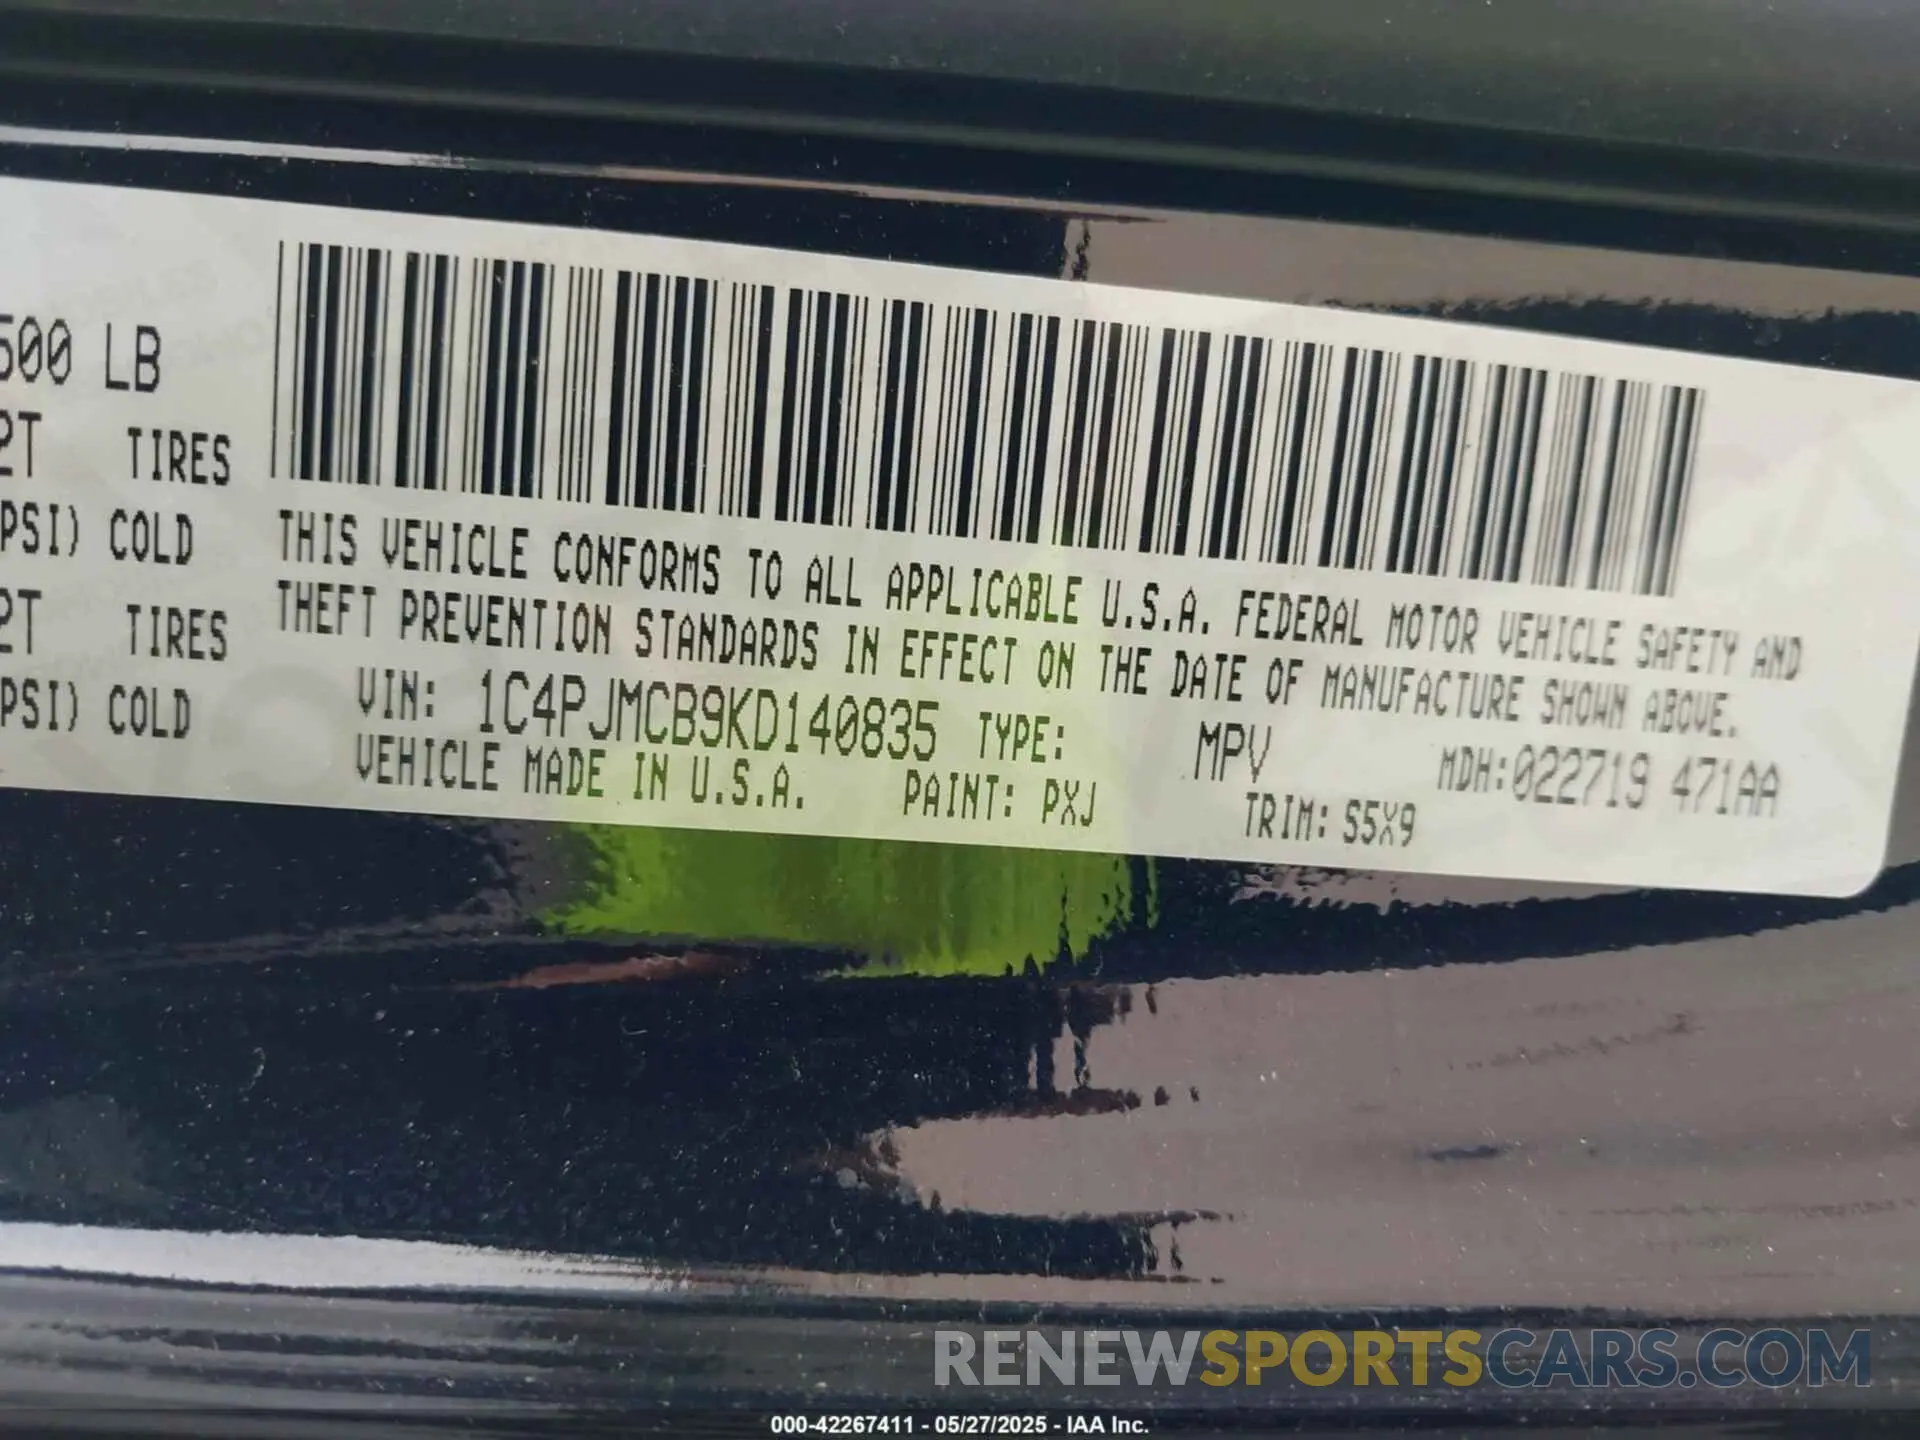 500 LB
2T TIRES
PSI) COLD
2T TIRES
PSI) COLD
THIS VEHICLE CONFORMS TO ALL APPLICABLE U.S.A. FEDERAL MOTOR VEHICLE SAFETY AND
THEFT PREVENTION STANDARDS IN EFFECT ON THE DATE OF MANUFACTURE SHOWN ABOVE.
VIN: 1C4PJMCB9KD140835 TYPE: MPV MDH:022719 471AA
VEHICLE MADE IN U.S.A. PAINT: PXJ TRIM: S5X9
RENEWSPORTSCARS.COM
000-42267411 - 05/27/2025 - IAA Inc.